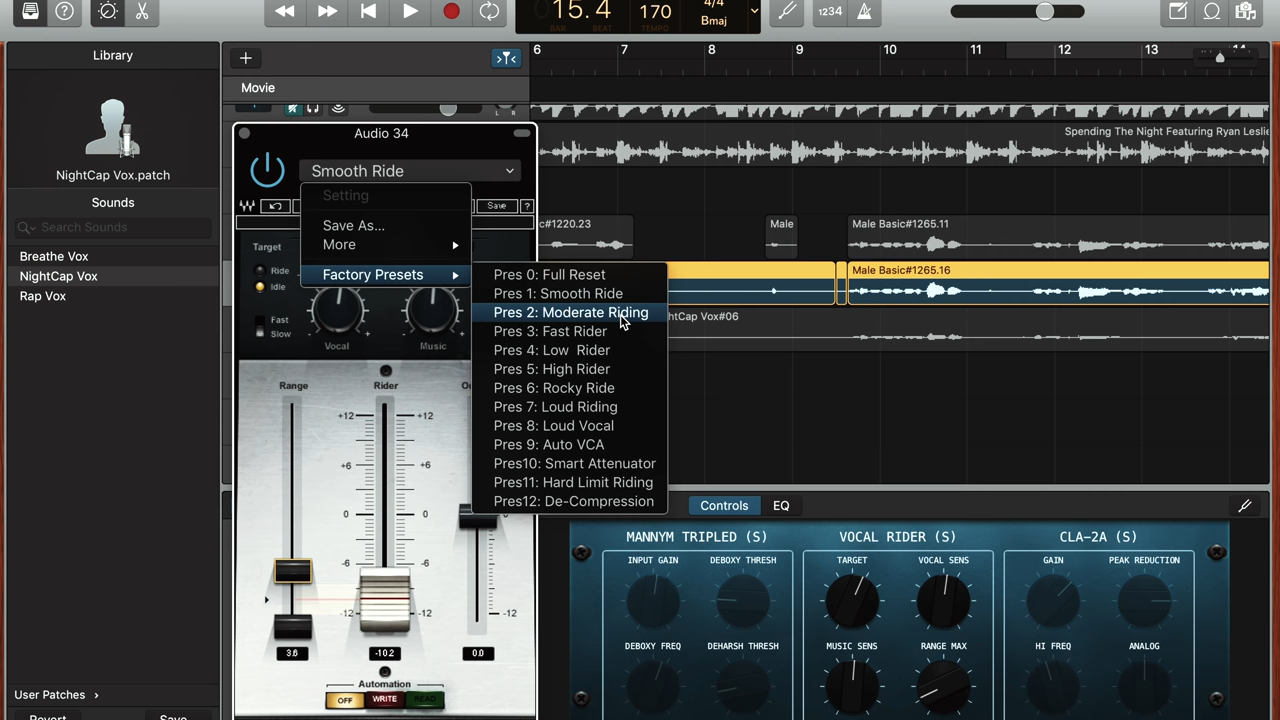 15.4
BAR BEAT
170
TEMPO
4/4
Bmaj
1234
Library
NightCap Vox.patch
Sounds
Search Sounds
Breathe Vox
NightCap Vox
Rap Vox
User Patches
Revert
Save
6 7 8 9 10 11 12 13 14
Movie
L R
Spending The Night Featuring Ryan Leslie
c#1220.23
Male
Male Basic#1265.11
Male Basic#1265.16
htCap Vox#06
Audio 34
Smooth Ride
Setting
Save As...
More
Factory Presets
Save
?
Pres 0: Full Reset
Pres 1: Smooth Ride
Pres 2: Moderate Riding
Pres 3: Fast Rider
Pres 4: Low  Rider
Pres 5: High Rider
Pres 6: Rocky Ride
Pres 7: Loud Riding
Pres 8: Loud Vocal
Pres 9: Auto VCA
Pres10: Smart Attenuator
Pres11: Hard Limit Riding
Pres12: De-Compression
Target
Ride
Idle
Fast
Slow
Vocal
Music
Range
Rider
+12 +12
+6 +6
0 0 0
-6 -6
-12 -12 -12
3.6
-10.2
0.0
Automation
OFF
WRITE
READ
Controls
EQ
MANNYM TRIPLED (S)
INPUT GAIN
DEBOXY THRESH
DEBOXY FREQ
DEHARSH THRESH
VOCAL RIDER (S)
TARGET
VOCAL SENS
MUSIC SENS
RANGE MAX
CLA-2A (S)
GAIN
PEAK REDUCTION
HI FREQ
ANALOG